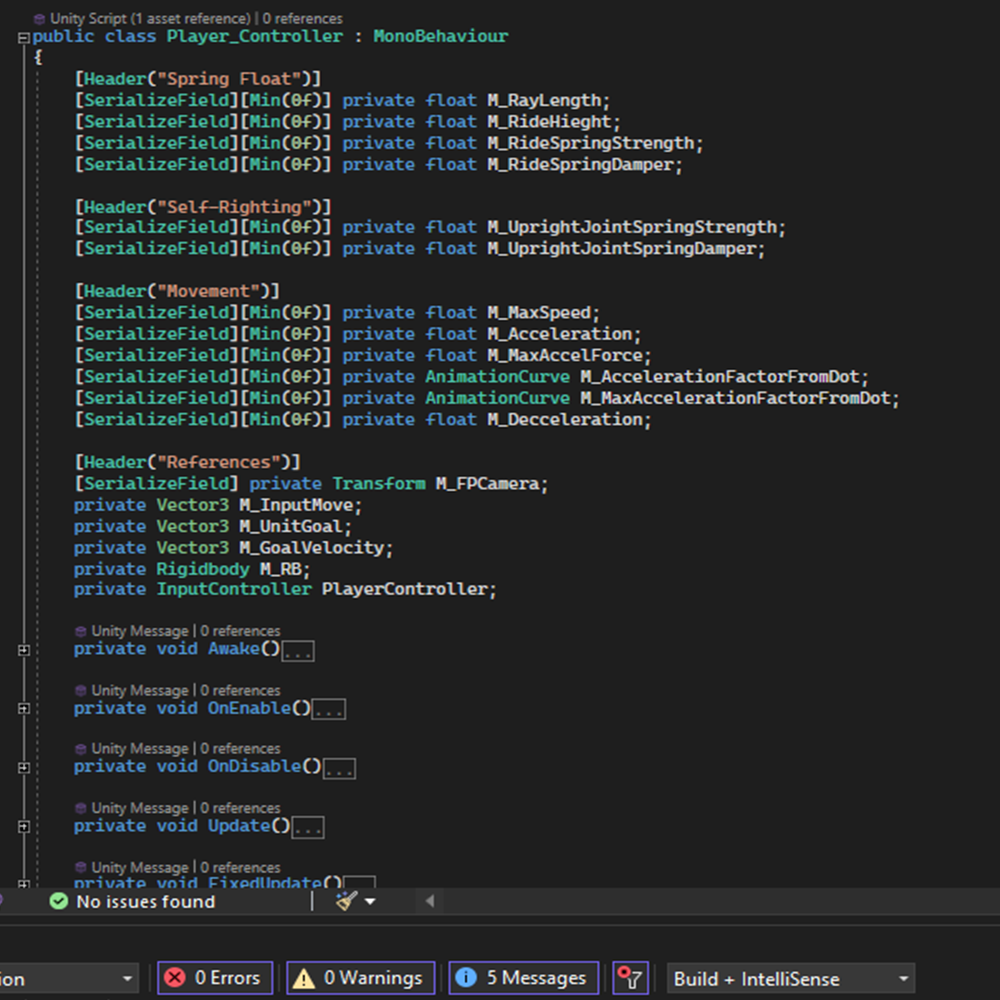 Unity Script (1 asset reference) | 0 references
public class Player_Controller : MonoBehaviour
{
[Header("Spring Float")]
[SerializeField][Min(0f)] private float M_RayLength;
[SerializeField][Min(0f)] private float M_RideHieght;
[SerializeField][Min(0f)] private float M_RideSpringStrength;
[SerializeField][Min(0f)] private float M_RideSpringDamper;
[Header("Self-Righting")]
[SerializeField][Min(0f)] private float M_UprightJointSpringStrength;
[SerializeField][Min(0f)] private float M_UprightJointSpringDamper;
[Header("Movement")]
[SerializeField][Min(0f)] private float M_MaxSpeed;
[SerializeField][Min(0f)] private float M_Acceleration;
[SerializeField][Min(0f)] private float M_MaxAccelForce;
[SerializeField][Min(0f)] private AnimationCurve M_AccelerationFactorFromDot;
[SerializeField][Min(0f)] private AnimationCurve M_MaxAccelerationFactorFromDot;
[SerializeField][Min(0f)] private float M_Decceleration;
[Header("References")]
[SerializeField] private Transform M_FPCamera;
private Vector3 M_InputMove;
private Vector3 M_UnitGoal;
private Vector3 M_GoalVelocity;
private Rigidbody M_RB;
private InputController PlayerController;
Unity Message | 0 references
private void Awake()...
Unity Message | 0 references
private void OnEnable()...
Unity Message | 0 references
private void OnDisable()...
Unity Message | 0 references
private void Update()...
Unity Message | 0 references
private void FixedUpdate()
No issues found
ion 0 Errors 0 Warnings 5 Messages Build + IntelliSense